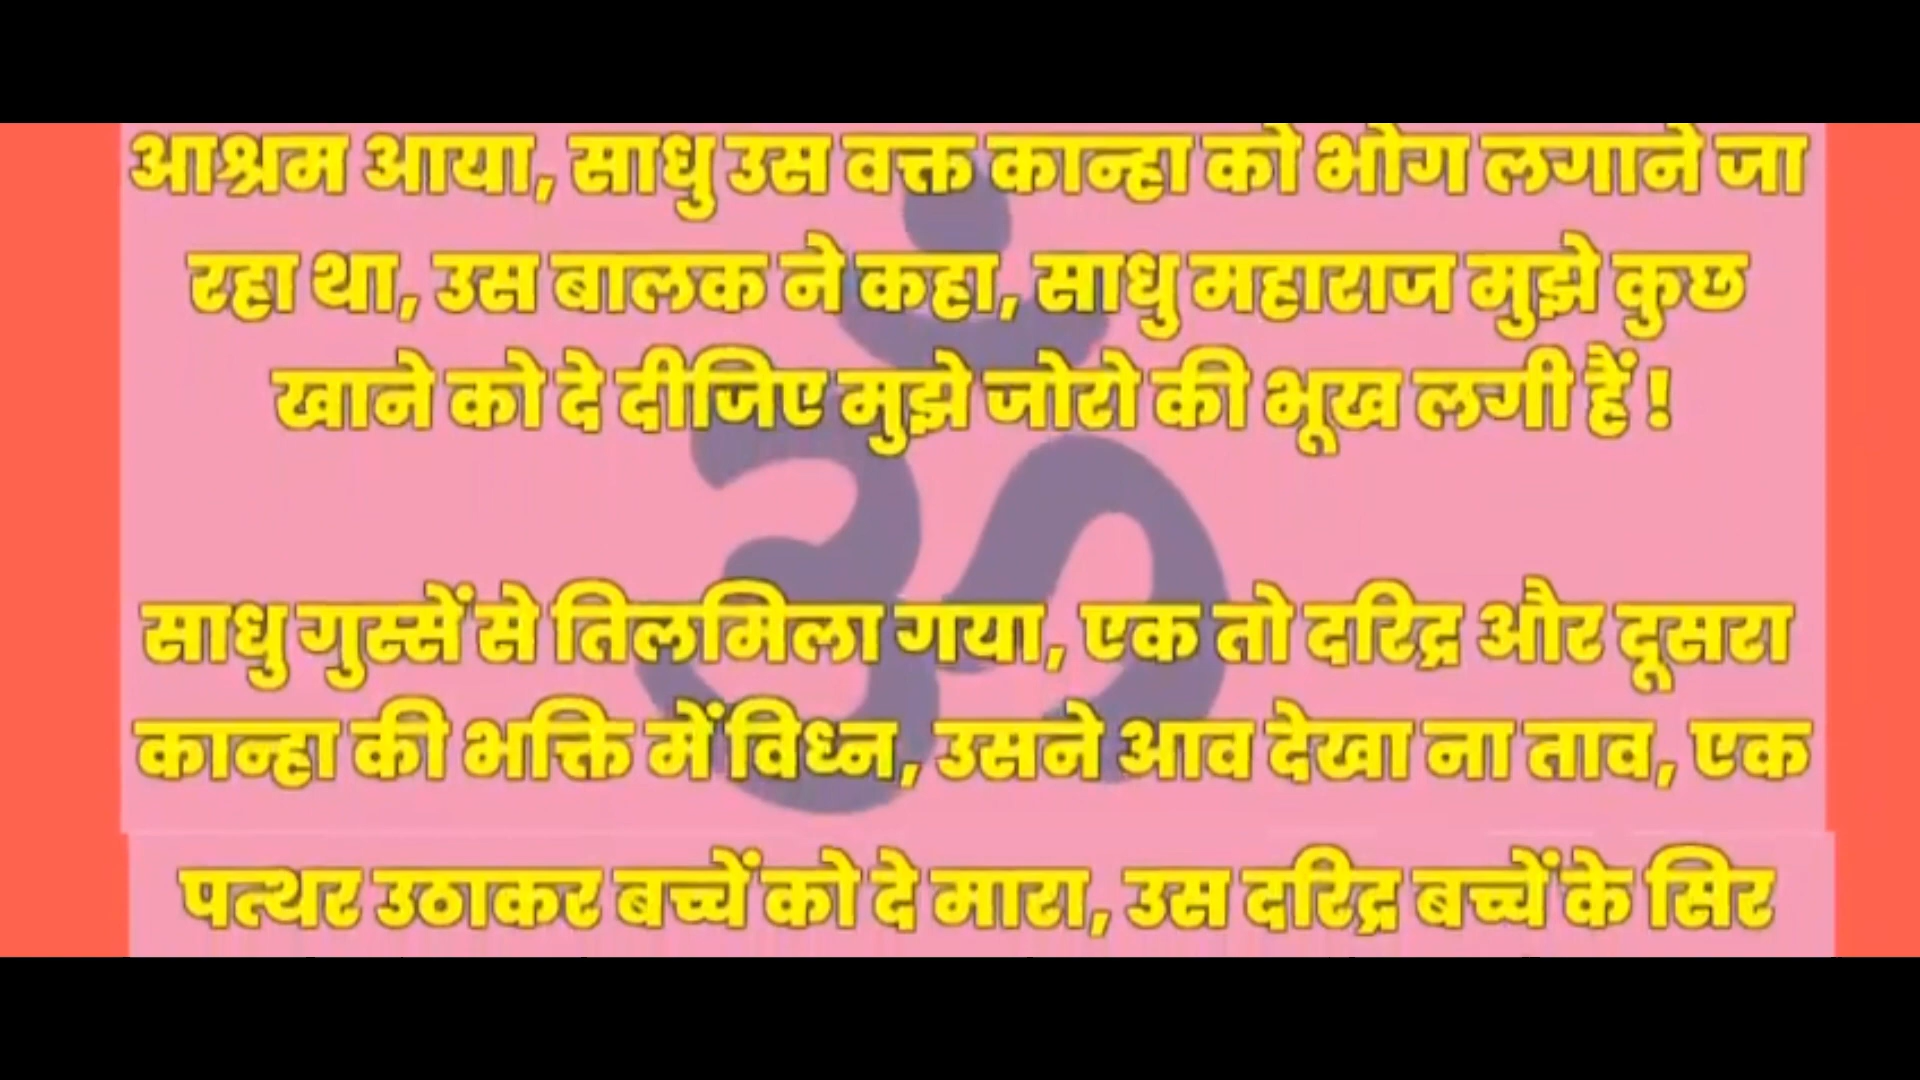 आश्रम आया, साधु उस वक्त कान्हा को भोग लगाने जा
रहा था, उस बालक ने कहा, साधु महाराज मुझे कुछ
खाने को दे दीजिए मुझे जोरो की भूख लगी हैं !
साधु गुस्सें से तिलमिला गया, एक तो दरिद्र और दूसरा
कान्हा की भक्ति में विध्न, उसने आव देखा ना ताव, एक
पत्थर उठाकर बच्चें को दे मारा, उस दरिद्र बच्चें के सिर
ॐ